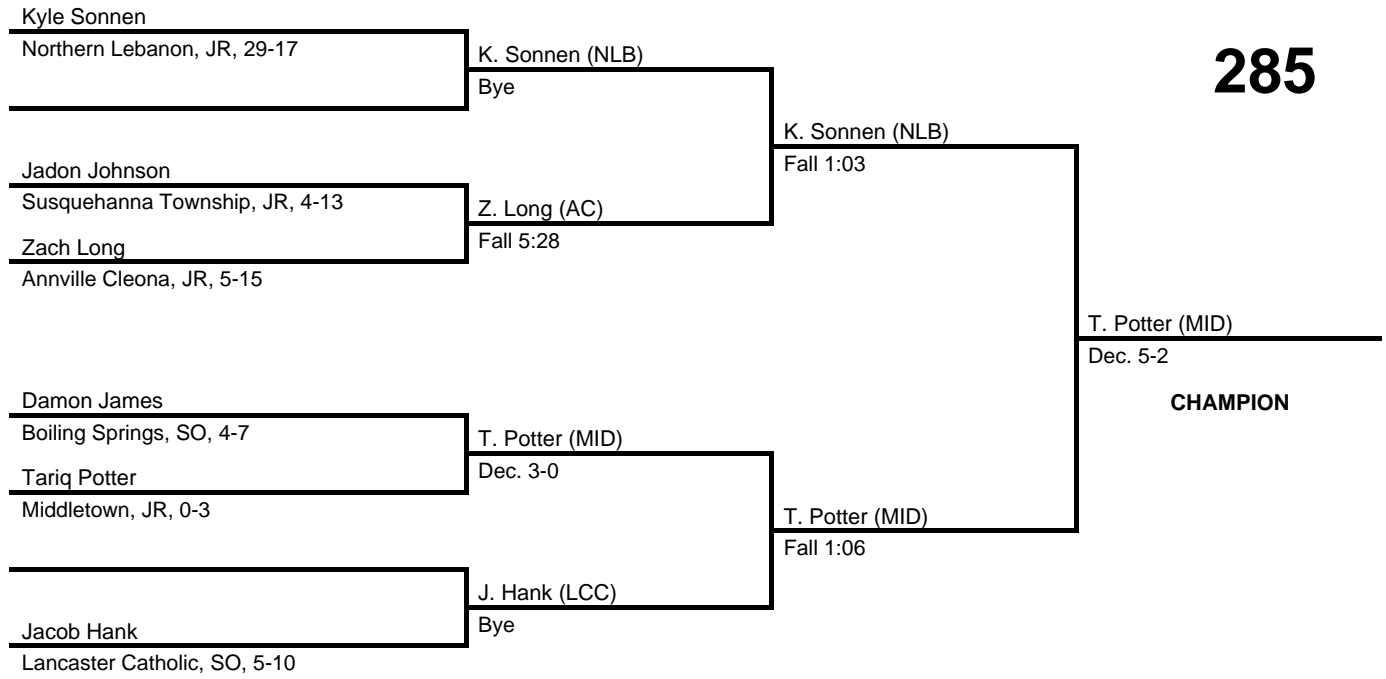 Kyle Sonnen
Northern Lebanon, JR, 29-17
K. Sonnen (NLB)
Bye
285
K. Sonnen (NLB)
Fall 1:03
Jadon Johnson
Susquehanna Township, JR, 4-13
Z. Long (AC)
Fall 5:28
Zach Long
Annville Cleona, JR, 5-15
T. Potter (MID)
Dec. 5-2
CHAMPION
Damon James
Boiling Springs, SO, 4-7
T. Potter (MID)
Dec. 3-0
Tariq Potter
Middletown, JR, 0-3
T. Potter (MID)
Fall 1:06
J. Hank (LCC)
Bye
Jacob Hank
Lancaster Catholic, SO, 5-10